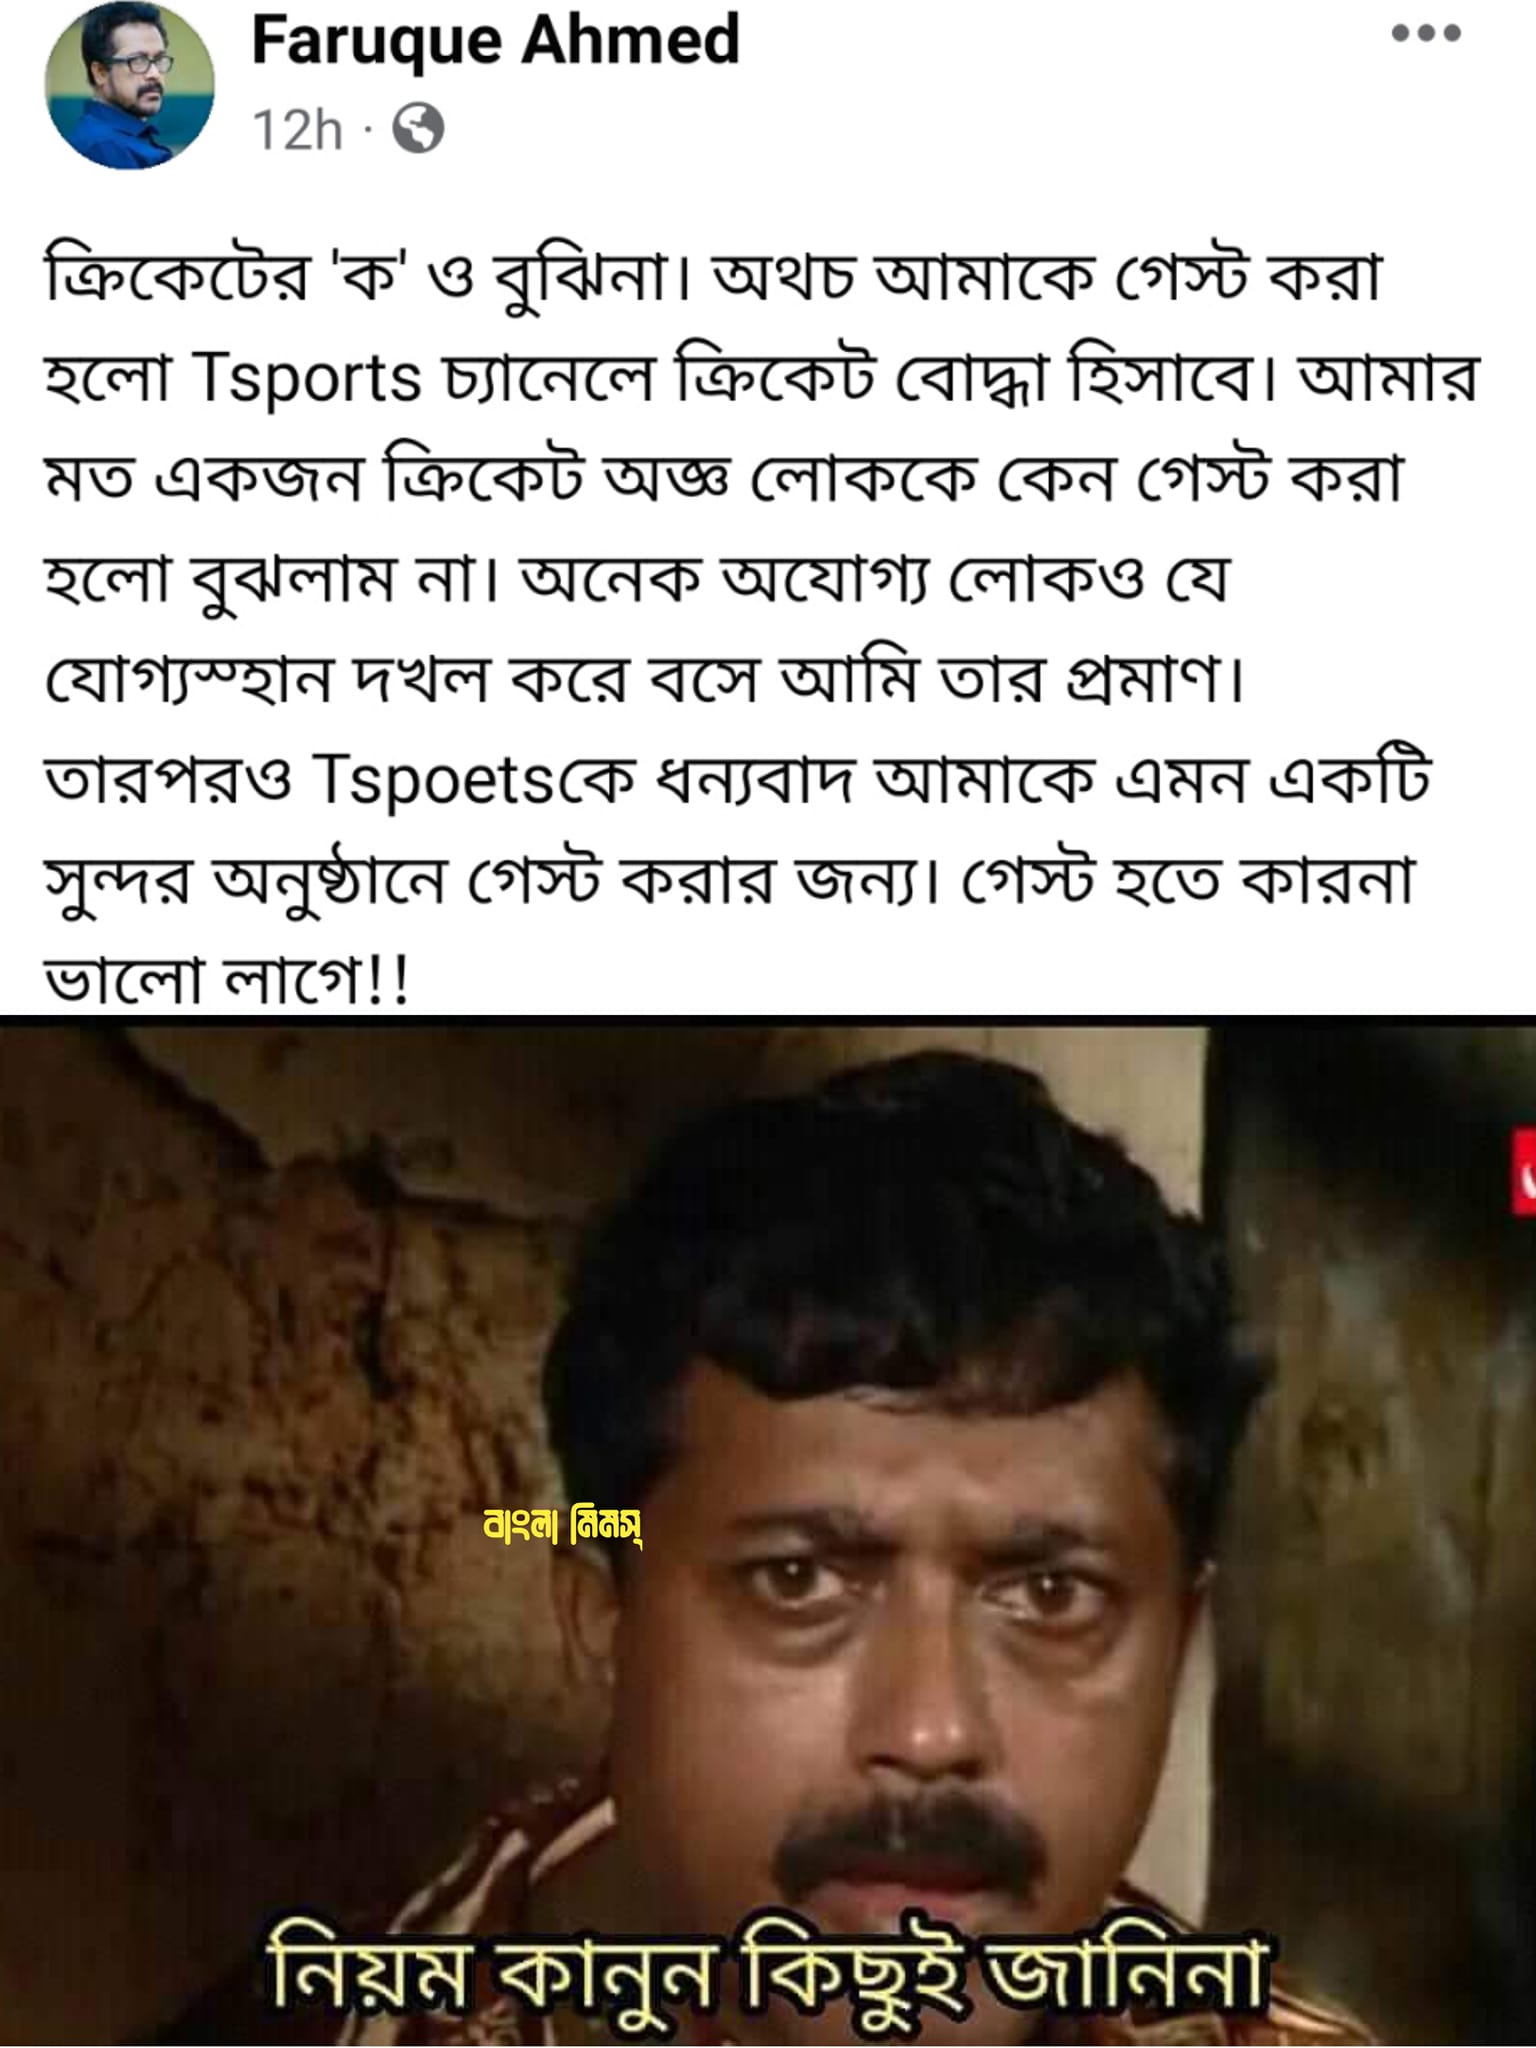 Faruque Ahmed
12h ·
ক্রিকেটের 'ক' ও বুঝিনা। অথচ আমাকে গেস্ট করা
হলো Tsports চ্যানেলে ক্রিকেট বোদ্ধা হিসাবে। আমার
মত একজন ক্রিকেট অজ্ঞ লোককে কেন গেস্ট করা
হলো বুঝলাম না। অনেক অযোগ্য লোকও যে
যোগ্যস্হান দখল করে বসে আমি তার প্রমাণ।
তারপরও Tspoetsকে ধন্যবাদ আমাকে এমন একটি
সুন্দর অনুষ্ঠানে গেস্ট করার জন্য। গেস্ট হতে কারনা
ভালো লাগে!!
বাংলা মিমস্
নিয়ম কানুন কিছুই জানিনা